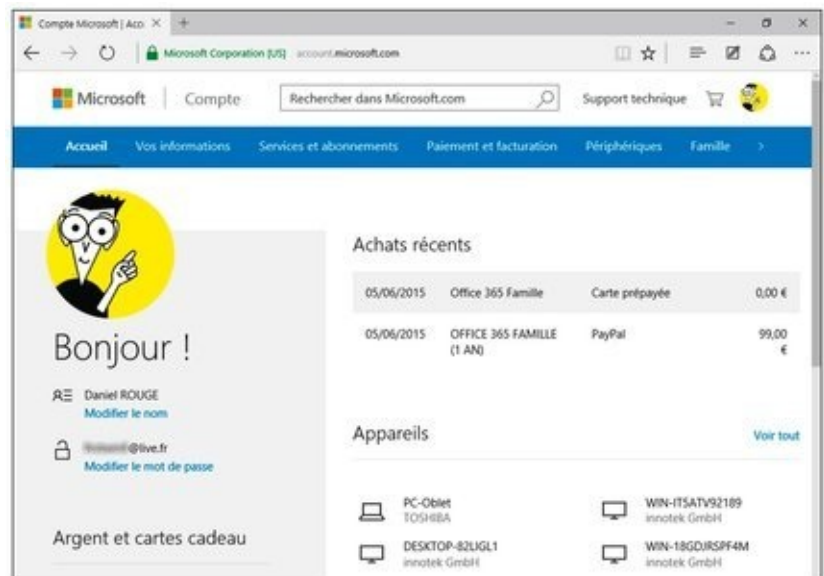 Compte Microsoft | Aco
Microsoft Corporation [US] account.microsoft.com
Microsoft | Compte Rechercher dans Microsoft.com Support technique
Accueil Vos informations Services et abonnements Paiement et facturation Périphériques Famille >
Achats récents
05/06/2015 Office 365 Famille Carte prépayée 0,00 €
05/06/2015 OFFICE 365 FAMILLE PayPal 99,00
(1 AN) €
Bonjour !
Daniel ROUGE
Modifier le nom
@live.fr
Modifier le mot de passe
Argent et cartes cadeau
Appareils Voir tout
PC-Oblet WIN-IT5ATV92189
TOSHIBA innotek GmbH
DESKTOP-82LIGL1 WIN-18GDJRSPF4M
innotek GmbH innotek GmbH